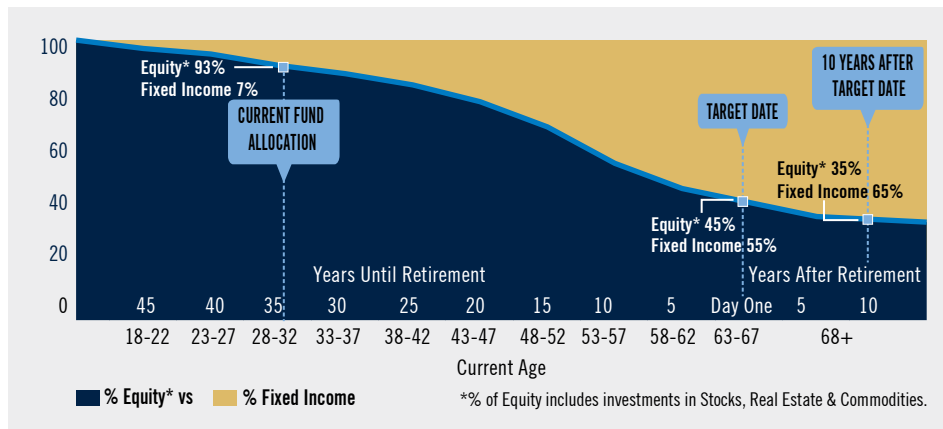 100
80
60
40
20
0
Equity* 93%
Fixed Income 7%
CURRENT FUND
ALLOCATION
TARGET DATE
10 YEARS AFTER
TARGET DATE
Equity* 35%
Fixed Income 65%
Equity* 45%
Fixed Income 55%
Years Until Retirement
Years After Retirement
45 40 35 30 25 20 15 10 5 Day One 5 10
18-22 23-27 28-32 33-37 38-42 43-47 48-52 53-57 58-62 63-67 68+
Current Age
% Equity* vs % Fixed Income
*% of Equity includes investments in Stocks, Real Estate & Commodities.